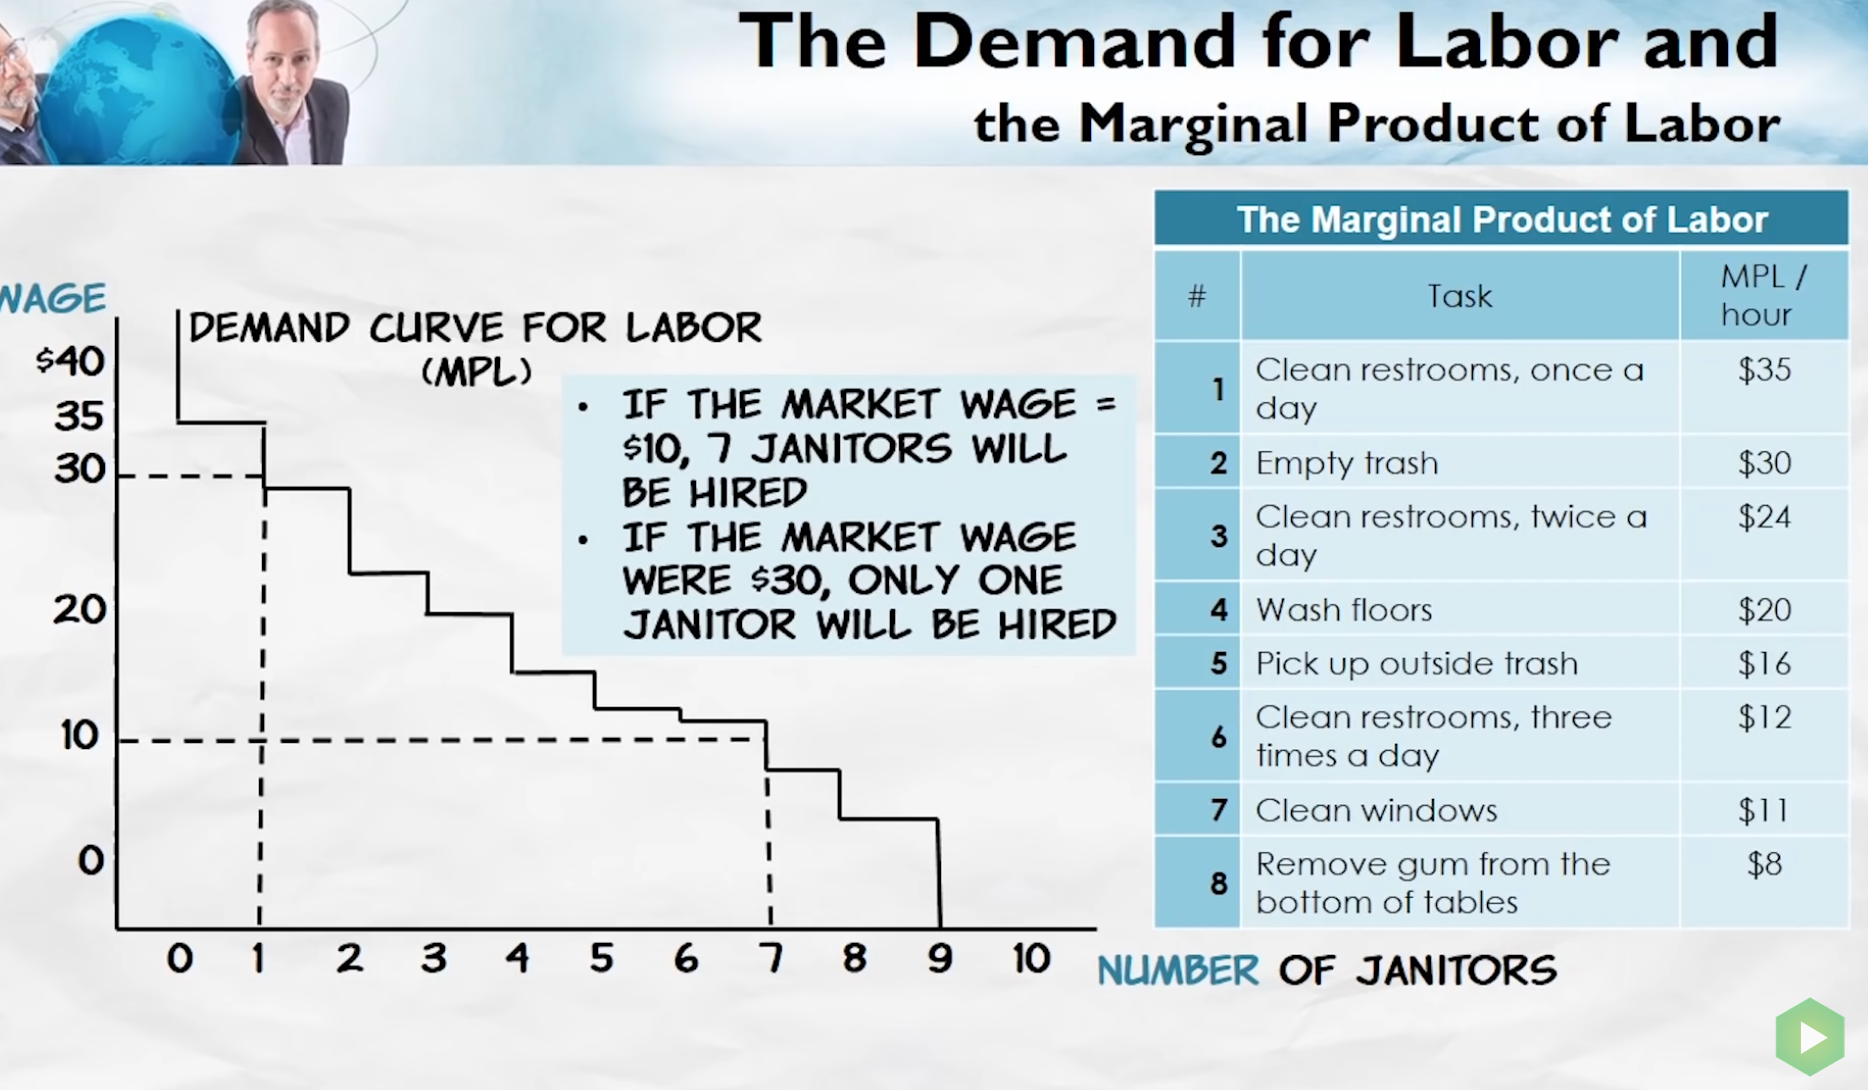 The Demand for Labor and
the Marginal Product of Labor
WAGE
DEMAND CURVE FOR LABOR
(MPL)
$40
35
30
20
10
0
• IF THE MARKET WAGE =
$10, 7 JANITORS WILL
BE HIRED
• IF THE MARKET WAGE
WERE $30, ONLY ONE
JANITOR WILL BE HIRED
0 1 2 3 4 5 6 7 8 9 10
NUMBER OF JANITORS
The Marginal Product of Labor
# Task MPL /
hour
1 Clean restrooms, once a
day $35
2 Empty trash $30
3 Clean restrooms, twice a
day $24
4 Wash floors $20
5 Pick up outside trash $16
6 Clean restrooms, three
times a day $12
7 Clean windows $11
8 Remove gum from the
bottom of tables $8